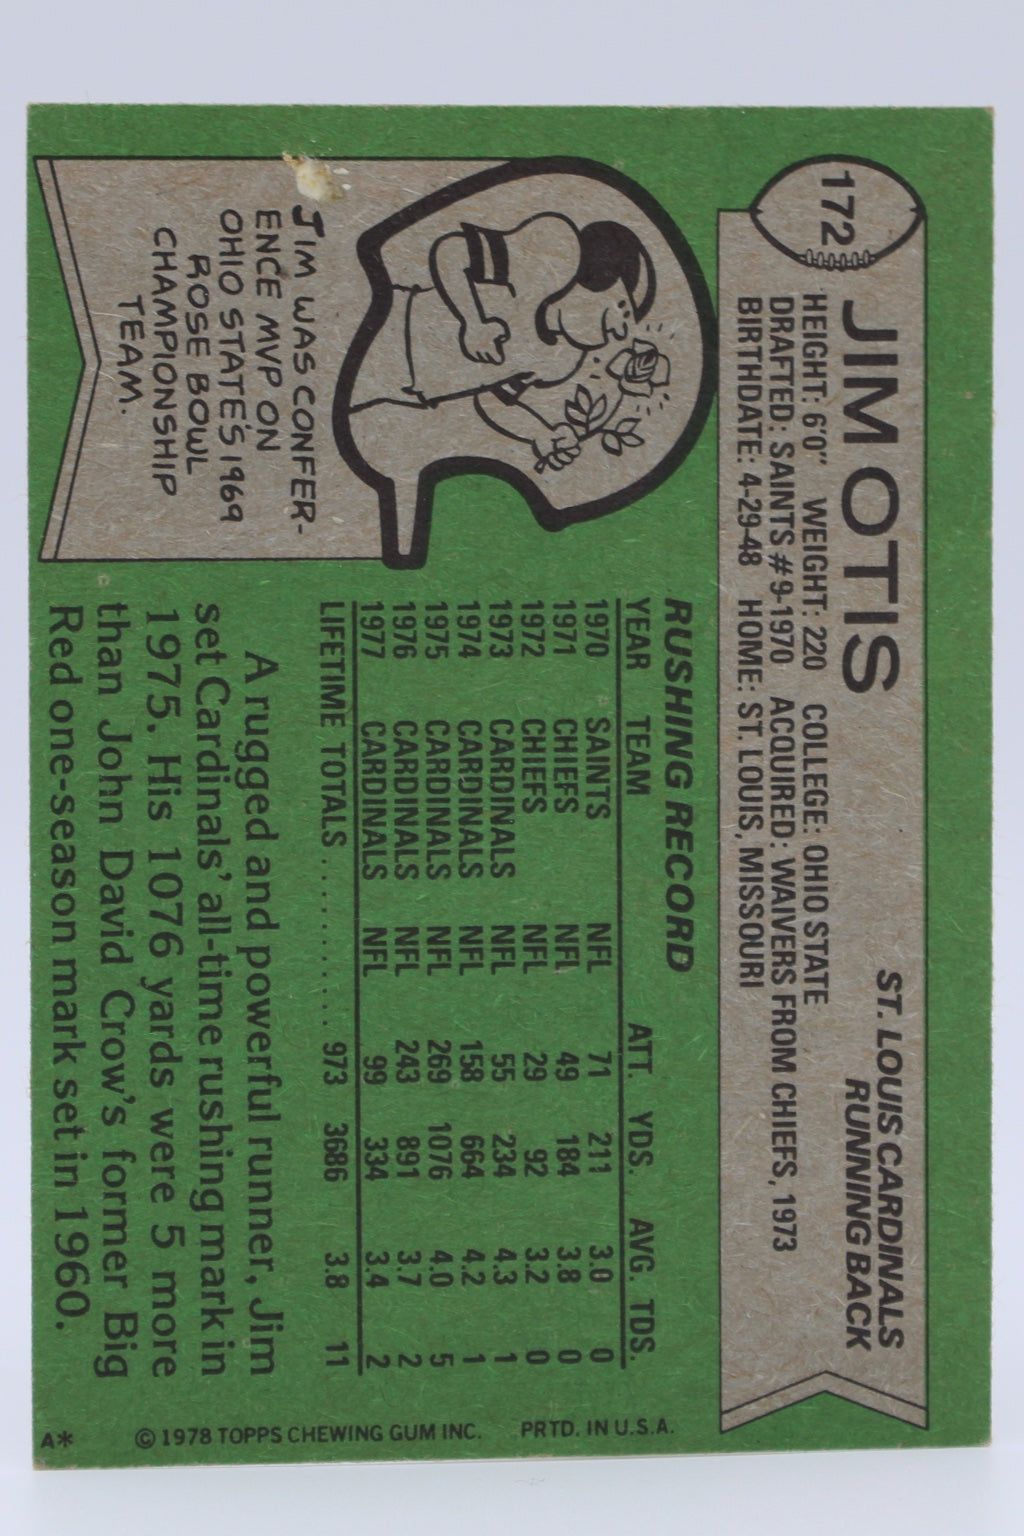 172
JIM OTIS
ST. LOUIS CARDINALS
RUNNING BACK
HEIGHT: 6'0" WEIGHT: 220 COLLEGE: OHIO STATE
DRAFTED: SAINTS #9-1970 ACQUIRED: WAIVERS FROM CHIEFS, 1973
BIRTHDATE: 4-29-48 HOME: ST. LOUIS, MISSOURI
JIM WAS CONFER-
ENCE MVP ON
OHIO STATE'S 1969
ROSE BOWL
CHAMPIONSHIP
TEAM.
RUSHING RECORD
YEAR TEAM ATT. YDS. AVG. TDS.
1970 SAINTS NFL 71 211 3.0 0
1971 CHIEFS NFL 49 184 3.8 0
1972 CHIEFS NFL 29 92 3.2 0
1973 CARDINALS NFL 55 234 4.3 1
1974 CARDINALS NFL 158 664 4.2 1
1975 CARDINALS NFL 269 1076 4.0 5
1976 CARDINALS NFL 243 891 3.7 2
1977 CARDINALS NFL 99 334 3.4 2
LIFETIME TOTALS ............ 973 3686 3.8 11
A rugged and powerful runner, Jim
set Cardinals' all-time rushing mark in
1975. His 1076 yards were 5 more
than John David Crow's former Big
Red one-season mark set in 1960.
A* © 1978 TOPPS CHEWING GUM INC. PRTD. IN U.S.A.